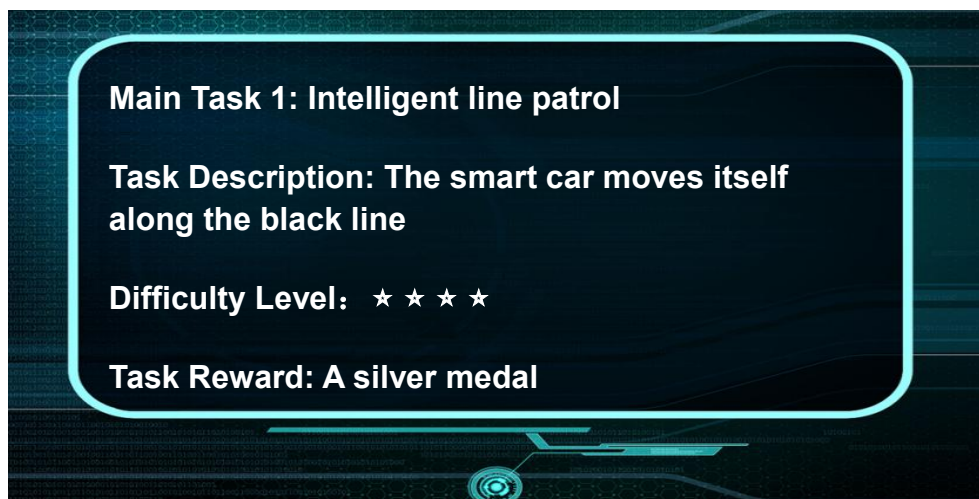 Main Task 1: Intelligent line patrol
Task Description: The smart car moves itself
along the black line
Difficulty Level：★ ★ ★ ★
Task Reward: A silver medal